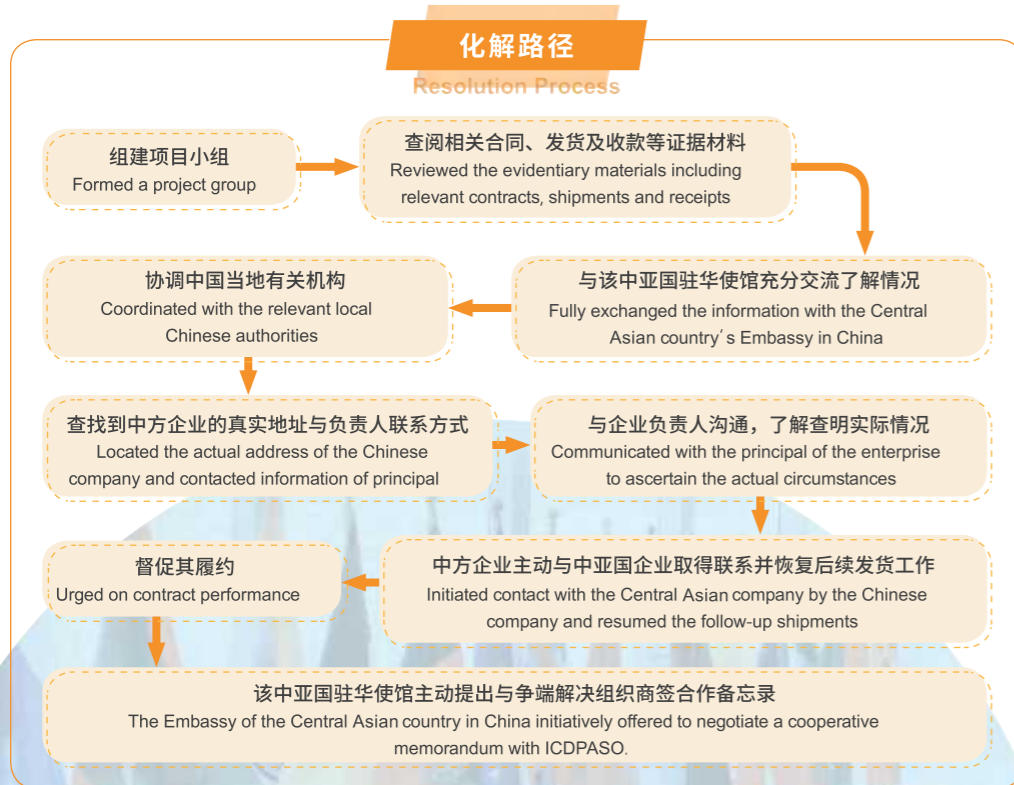 化解路径
Resolution Process
组建项目小组
Formed a project group
查阅相关合同、发货及收款等证据材料
Reviewed the evidentiary materials including
relevant contracts, shipments and receipts
与该中亚国驻华使馆充分交流了解情况
Fully exchanged the information with the Central
Asian country´s Embassy in China
协调中国当地有关机构
Coordinated with the relevant local
Chinese authorities
查找到中方企业的真实地址与负责人联系方式
Located the actual address of the Chinese
company and contacted information of principal
与企业负责人沟通，了解查明实际情况
Communicated with the principal of the enterprise
to ascertain the actual circumstances
中方企业主动与中亚国企业取得联系并恢复后续发货工作
Initiated contact with the Central Asian company by the Chinese
company and resumed the follow-up shipments
督促其履约
Urged on contract performance
该中亚国驻华使馆主动提出与争端解决组织商签合作备忘录
The Embassy of the Central Asian country in China initiatively offered to negotiate a cooperative
memorandum with ICDPASO.